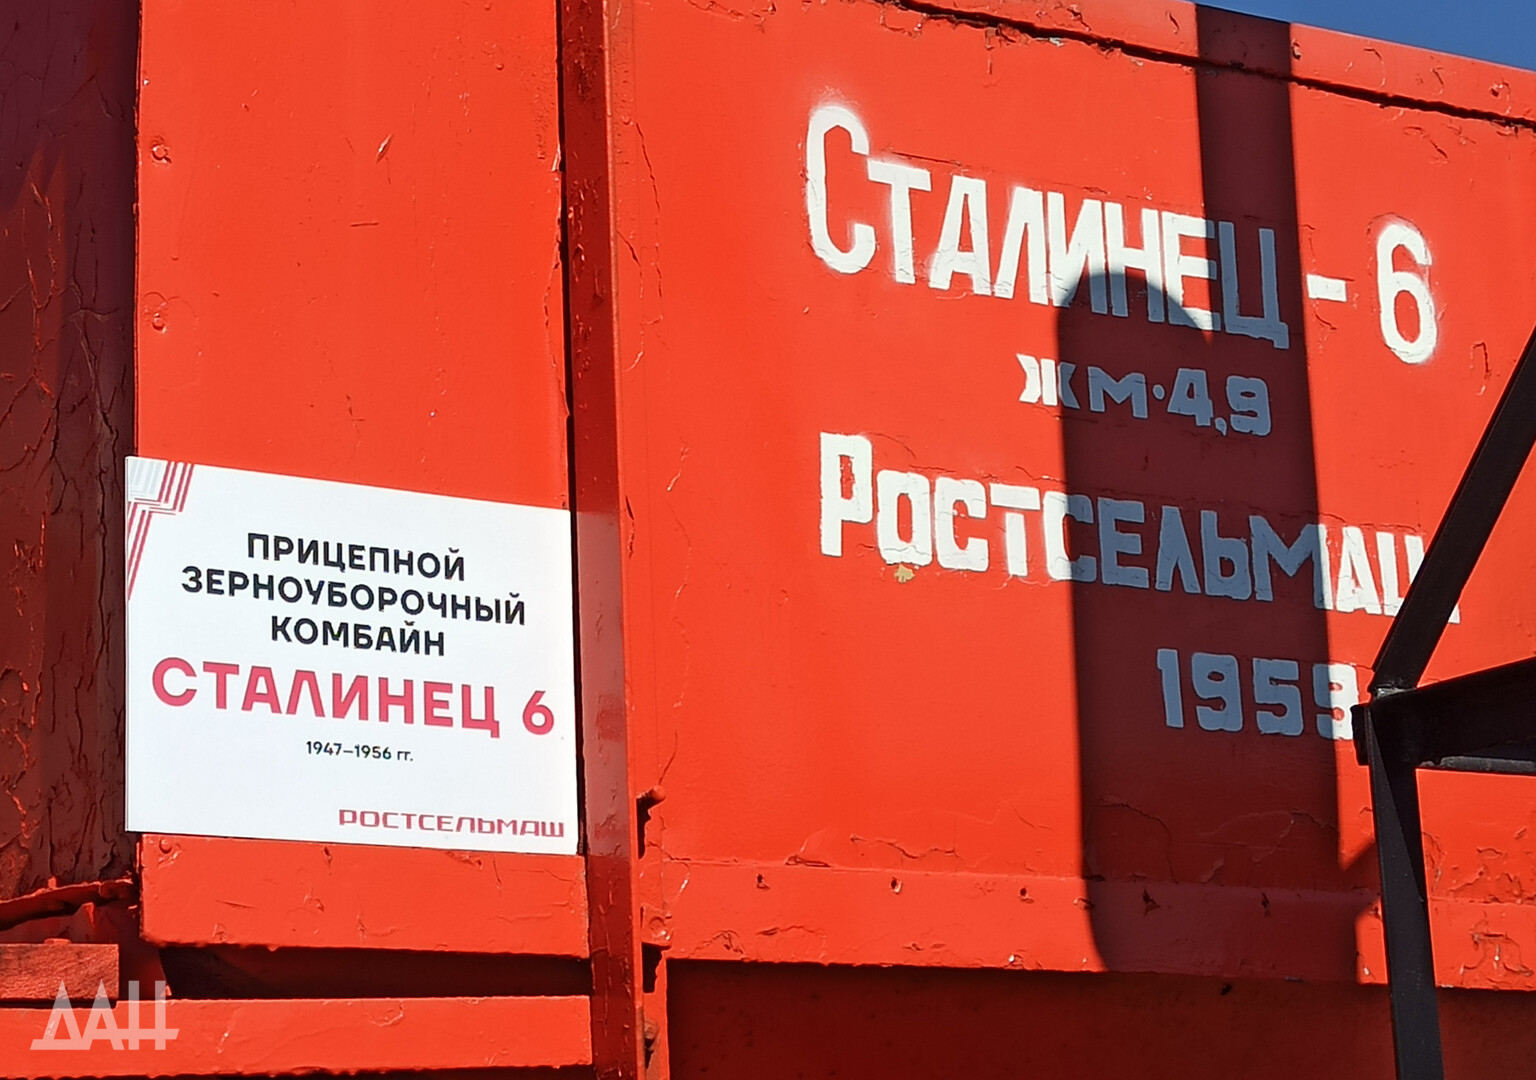 ПРИЦЕПНОЙ
ЗЕРНОУБОРОЧНЫЙ
КОМБАЙН
СТАЛИНЕЦ 6
1947–1956 гг.
РОСТСЕЛЬМАШ
СТАЛИНЕЦ - 6
ЖМ·4,9
РОСТСЕЛЬМАШ
1959
ДАН